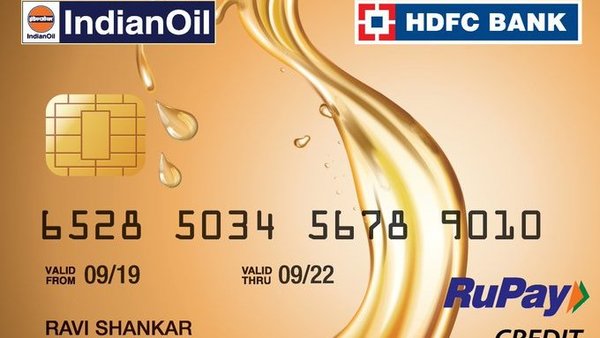 IndianOil
HDFC BANK
IndianOil
6528 5034 5678 9010
VALID FROM 09/19 VALID THRU 09/22
RAVI SHANKAR
RuPay
CREDIT